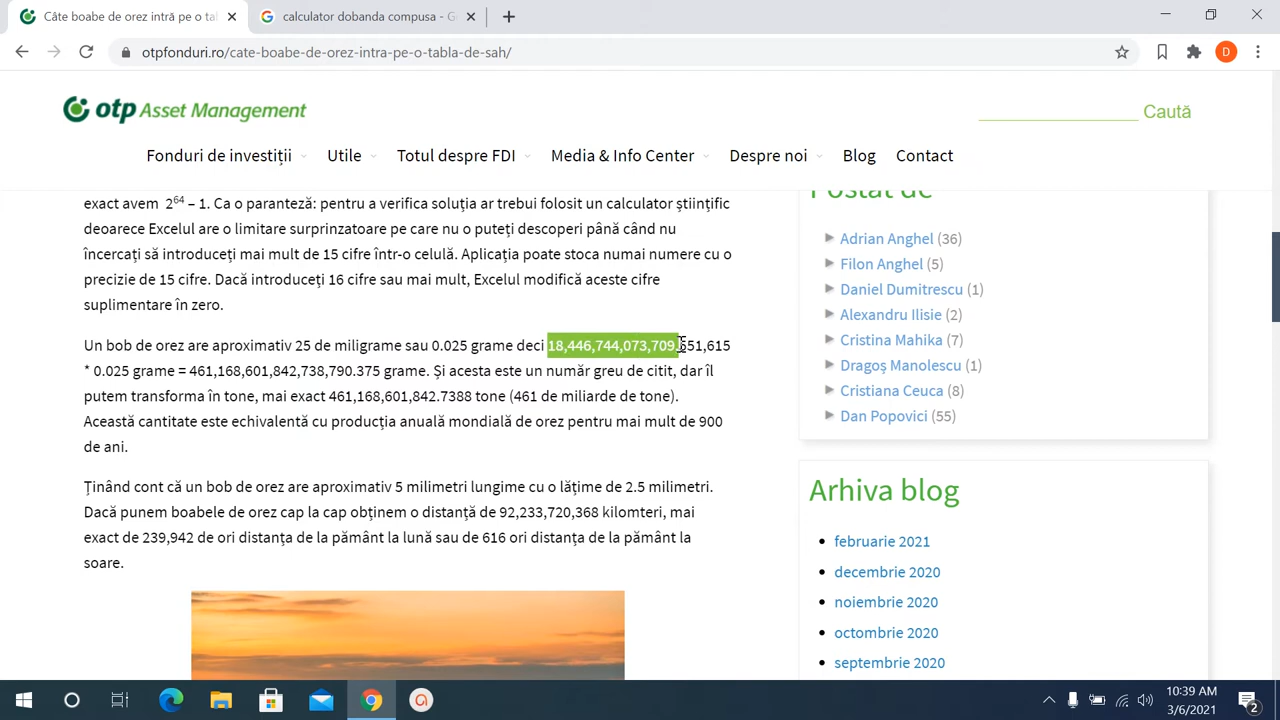 Câte boabe de orez intră pe o ta
calculator dobanda compusa - G
otpfonduri.ro/cate-boabe-de-orez-intra-pe-o-tabla-de-sah/
D
otp Asset Management
Caută
Fonduri de investiții
Utile
Totul despre FDI
Media & Info Center
Despre noi
Blog
Contact
exact avem 2^64 – 1. Ca o paranteză: pentru a verifica soluția ar trebui folosit un calculator științific
deoarece Excelul are o limitare surprinzatoare pe care nu o puteți descoperi până când nu
încercați să introduceți mai mult de 15 cifre într-o celulă. Aplicația poate stoca numai numere cu o
precizie de 15 cifre. Dacă introduceți 16 cifre sau mai mult, Excelul modifică aceste cifre
suplimentare în zero.
Un bob de orez are aproximativ 25 de miligrame sau 0.025 grame deci 18,446,744,073,709,551,615
* 0.025 grame = 461,168,601,842,738,790.375 grame. Și acesta este un număr greu de citit, dar îl
putem transforma în tone, mai exact 461,168,601,842.7388 tone (461 de miliarde de tone).
Această cantitate este echivalentă cu producția anuală mondială de orez pentru mai mult de 900
de ani.
Ținând cont că un bob de orez are aproximativ 5 milimetri lungime cu o lățime de 2.5 milimetri.
Dacă punem boabele de orez cap la cap obținem o distanță de 92,233,720,368 kilomteri, mai
exact de 239,942 de ori distanța de la pământ la lună sau de 616 ori distanța de la pământ la
soare.
Postat de
Adrian Anghel (36)
Filon Anghel (5)
Daniel Dumitrescu (1)
Alexandru Ilisie (2)
Cristina Mahika (7)
Dragoș Manolescu (1)
Cristiana Ceuca (8)
Dan Popovici (55)
Arhiva blog
februarie 2021
decembrie 2020
noiembrie 2020
octombrie 2020
septembrie 2020
10:39 AM
3/6/2021
2